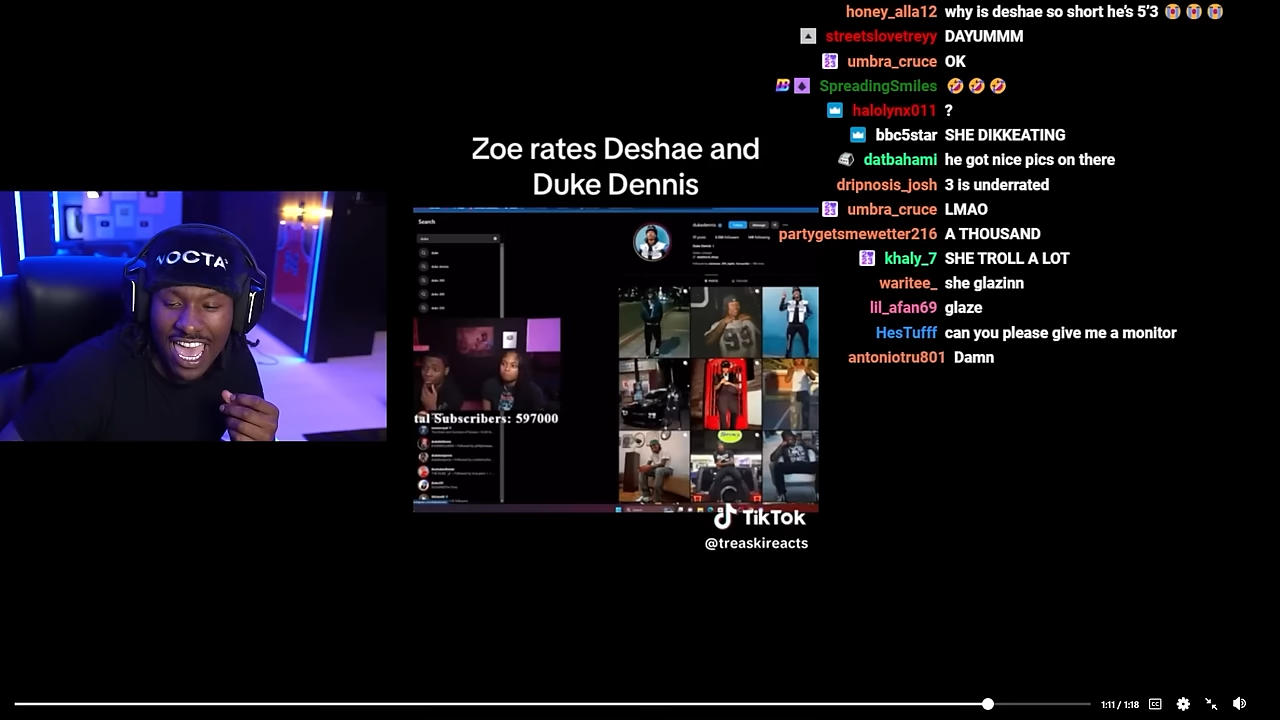 honey_alla12 why is deshae so short he's 5'3 😭 😭 😭
streetslovetreyy DAYUMMM
umbra_cruce OK
SpreadingSmiles 🤣 🤣 🤣
halolynx011 ?
bbc5star SHE DIKKEATING
datbahami he got nice pics on there
dripnosis_josh 3 is underrated
umbra_cruce LMAO
partygetsmewetter216 A THOUSAND
khaly_7 SHE TROLL A LOT
waritee_ she glazinn
lil_afan69 glaze
HesTufff can you please give me a monitor
antoniotru801 Damn
Zoe rates Deshae and
Duke Dennis
NOCTA
Search
tal Subscribers: 597000
99
TikTok
@treaskireacts
1:11 / 1:18